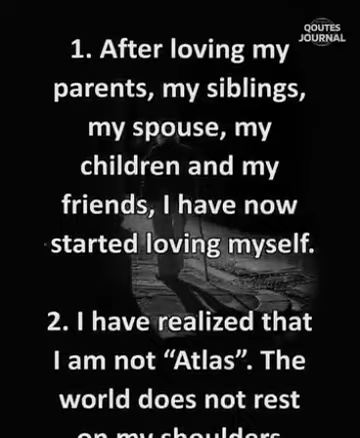 QOUTES
JOURNAL
1. After loving my
parents, my siblings,
my spouse, my
children and my
friends, I have now
started loving myself.
2. I have realized that
I am not “Atlas”. The
world does not rest
on my shoulders